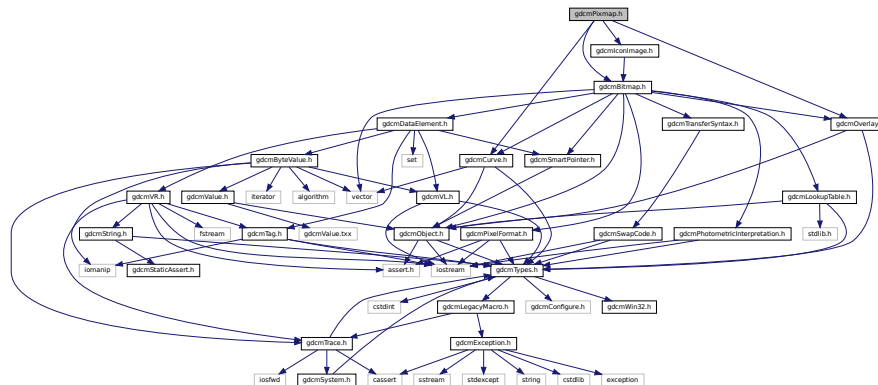 gdcmPixmap.h
gdcmIconImage.h
gdcmBitmap.h
gdcmDataElement.h
gdcmTransferSyntax.h
gdcmOverlay
gdcmByteValue.h
set
gdcmCurve.h
gdcmSmartPointer.h
gdcmVR.h
gdcmValue.h
iterator
algorithm
vector
gdcmVL.h
gdcmLookupTable.h
gdcmString.h
fstream
gdcmTag.h
gdcmValue.txx
gdcmObject.h
gdcmPixelFormat.h
gdcmSwapCode.h
gdcmPhotometricInterpretation.h
stdlib.h
iomanip
gdcmStaticAssert.h
assert.h
iostream
gdcmTypes.h
cstdint
gdcmLegacyMacro.h
gdcmConfigure.h
gdcmWin32.h
gdcmTrace.h
gdcmException.h
iosfwd
gdcmSystem.h
cassert
sstream
stdexcept
string
cstdlib
exception